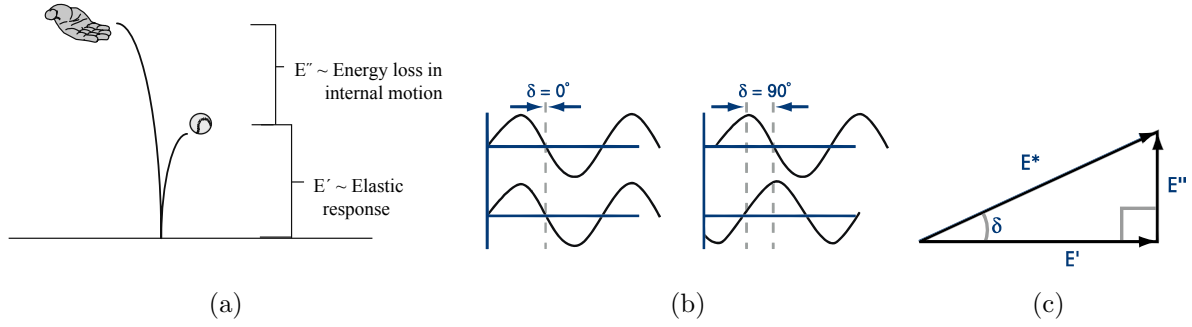 E˝ ~ Energy loss in
internal motion
E´ ~ Elastic
response
(a)
δ = 0°
δ = 90°
(b)
E*
E"
δ
E'
(c)